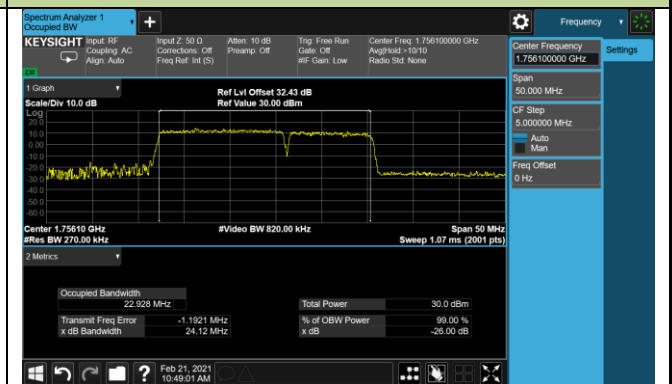 Spectrum Analyzer 1
Occupied BW
Frequency
KEYSIGHT
Input: RF
Coupling: AC
Align: Auto
Input Z: 50 Ω
Corrections: Off
Freq Ref: Int (S)
Atten: 10 dB
Preamp: Off
Trig: Free Run
Gate: Off
#IF Gain: Low
Center Freq: 1.756100000 GHz
Avg|Hold:>10/10
Radio Std: None
Center Frequency
1.756100000 GHz
Settings
Span
50.000 MHz
CF Step
5.000000 MHz
Auto
Man
Freq Offset
0 Hz
1 Graph
Scale/Div 10.0 dB
Ref Lvl Offset 32.43 dB
Ref Value 30.00 dBm
Log
20.0
10.0
0.00
-10.0
-20.0
-30.0
-40.0
-50.0
-60.0
Center 1.75610 GHz
#Res BW 270.00 kHz
#Video BW 820.00 kHz
Span 50 MHz
Sweep 1.07 ms (2001 pts)
2 Metrics
Occupied Bandwidth
22.928 MHz
Total Power 30.0 dBm
Transmit Freq Error -1.1921 MHz
% of OBW Power 99.00 %
x dB Bandwidth 24.12 MHz
x dB -26.00 dB
Feb 21, 2021
10:49:01 AM